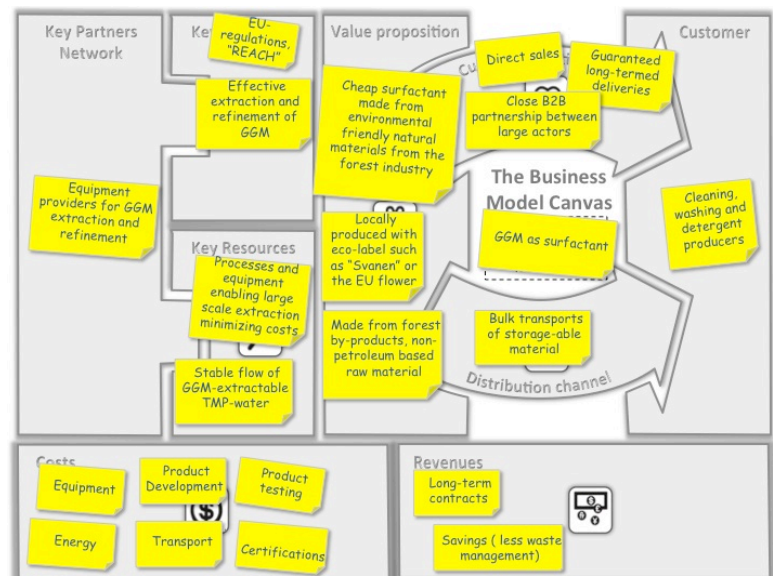 Key Partners
Network
Equipment
providers for GGM
extraction and
refinement
Key
EU-
regulations,
"REACH"
Effective
extraction and
refinement of
GGM
Key Resources
Processes and
equipment
enabling large
scale extraction
minimizing costs
Stable flow of
GGM-extractable
TMP-water
Value proposition
Cheap surfactant
made from
environmental
friendly natural
materials from the
forest industry
Locally
produced with
eco-label such
as "Svanen" or
the EU flower
Made from forest
by-products, non-
petroleum based
raw material
Direct sales
Guaranteed
long-termed
deliveries
Close B2B
partnership between
large actors
The Business
Model Canvas
GGM as surfactant
Bulk transports
of storage-able
material
Distribution channel
Customer
Cleaning,
washing and
detergent
producers
Costs
Equipment
Product
Development
Product
testing
Energy
Transport
Certifications
Revenues
Long-term
contracts
Savings ( less waste
management)